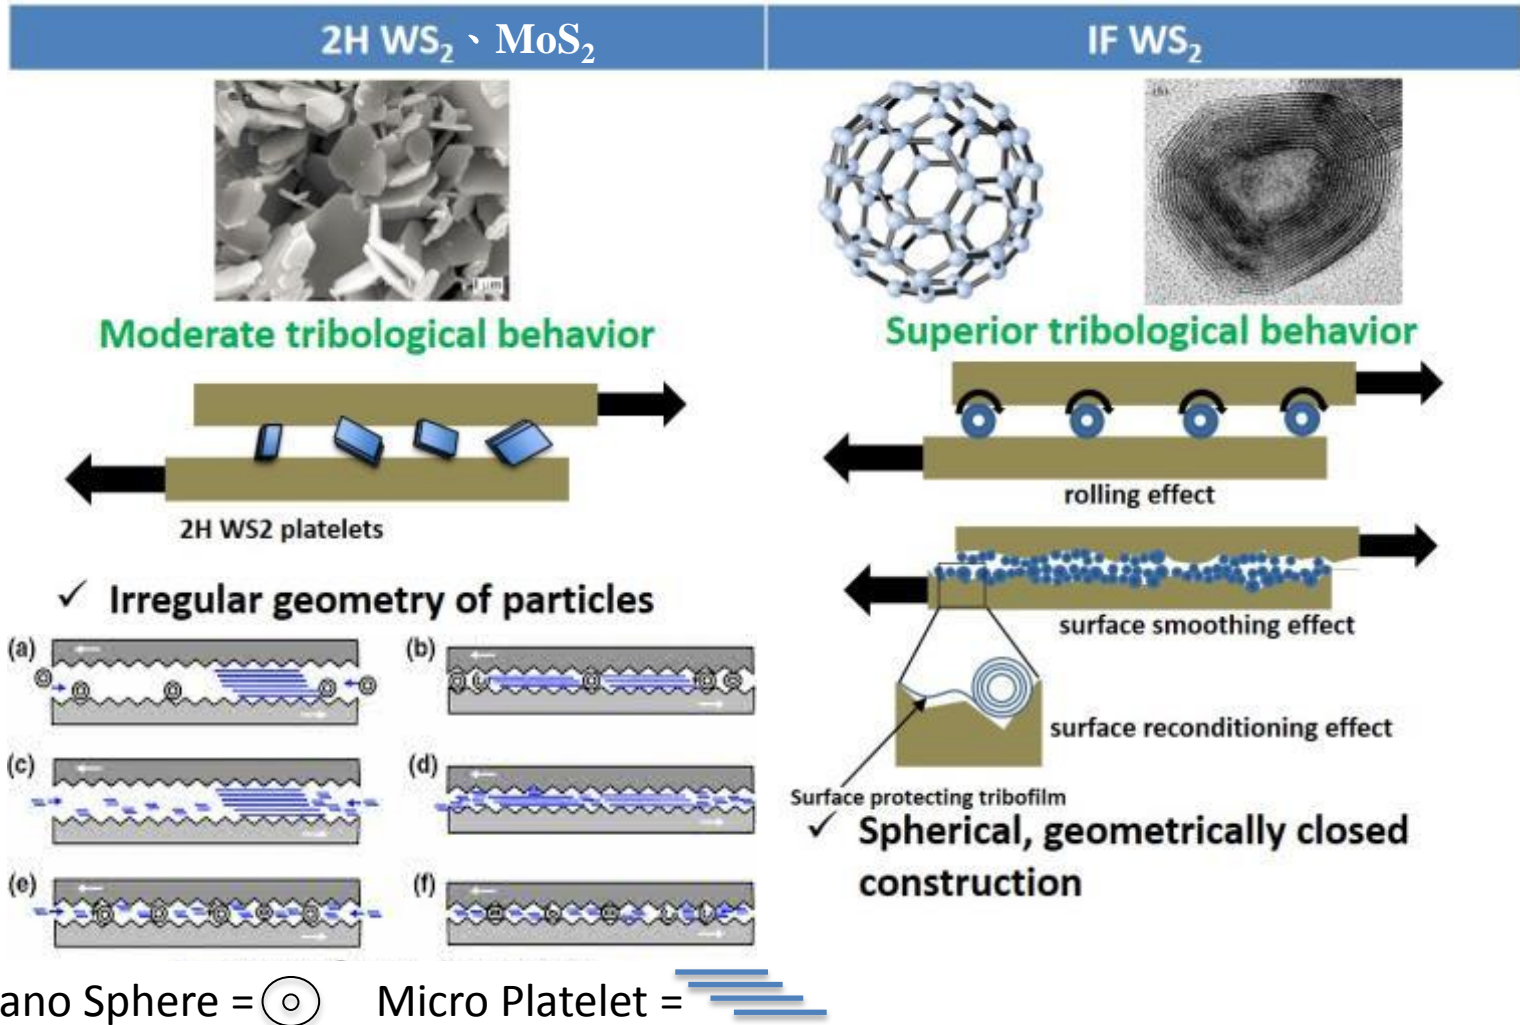 2H WS₂、MoS₂
IF WS₂
Moderate tribological behavior
Superior tribological behavior
rolling effect
2H WS2 platelets
✓ Irregular geometry of particles
surface smoothing effect
(a)
(b)
surface reconditioning effect
(c)
(d)
Surface protecting tribofilm
✓ Spherical, geometrically closed
construction
(e)
(f)
ano Sphere =
Micro Platelet =